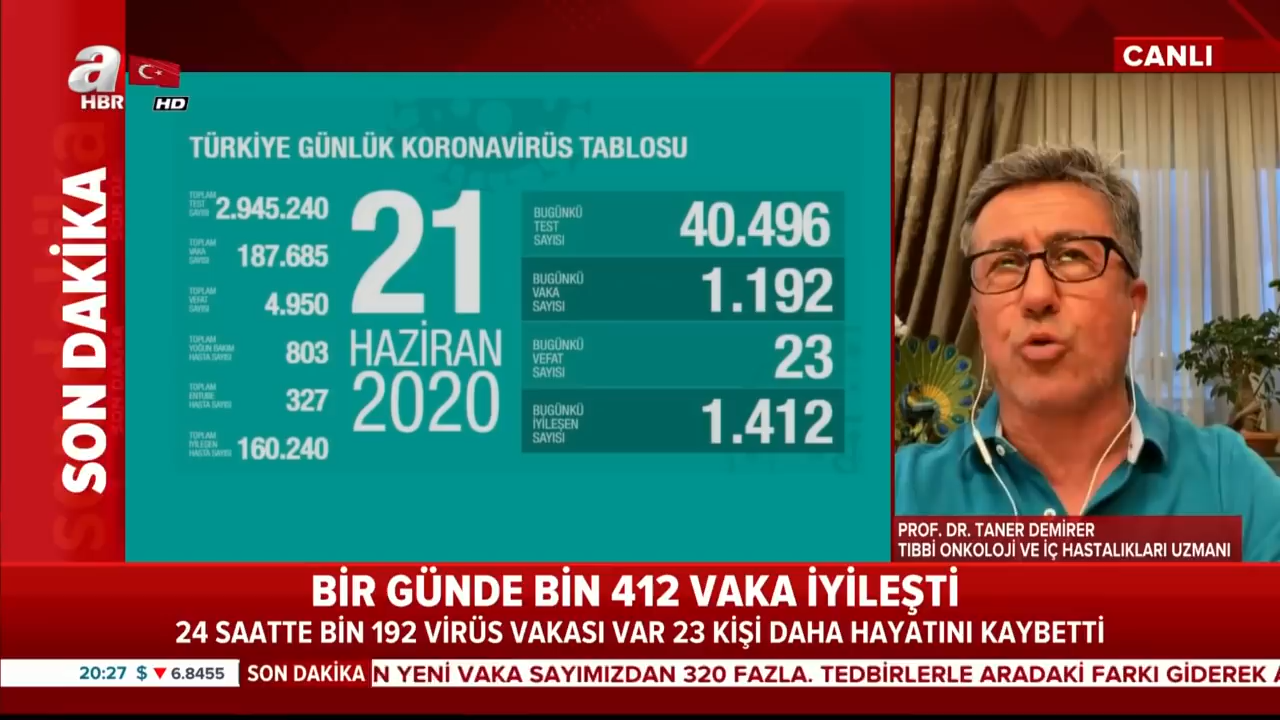 a
HBR
HD
CANLI
SON DAKİKA
TÜRKİYE GÜNLÜK KORONAVİRÜS TABLOSU
TOPLAM
TEST
SAYISI
2.945.240
TOPLAM
VAKA
SAYISI
187.685
TOPLAM
VEFAT
SAYISI
4.950
TOPLAM
YOĞUN BAKIM
HASTA SAYISI
803
TOPLAM
ENTUBE
HASTA SAYISI
327
TOPLAM
İYİLEŞEN
HASTA SAYISI
160.240
21
HAZİRAN
2020
BUGÜNKÜ
TEST
SAYISI
40.496
BUGÜNKÜ
VAKA
SAYISI
1.192
BUGÜNKÜ
VEFAT
SAYISI
23
BUGÜNKÜ
İYİLEŞEN
SAYISI
1.412
PROF. DR. TANER DEMİRER
TIBBİ ONKOLOJİ VE İÇ HASTALIKLARI UZMANI
BİR GÜNDE BİN 412 VAKA İYİLEŞTİ
24 SAATTE BİN 192 VİRÜS VAKASI VAR 23 KİŞİ DAHA HAYATINI KAYBETTİ
20:27 $ ▼ 6.8455 SON DAKİKA N YENİ VAKA SAYIMIZDAN 320 FAZLA. TEDBİRLERLE ARADAKİ FARKI GİDEREK A